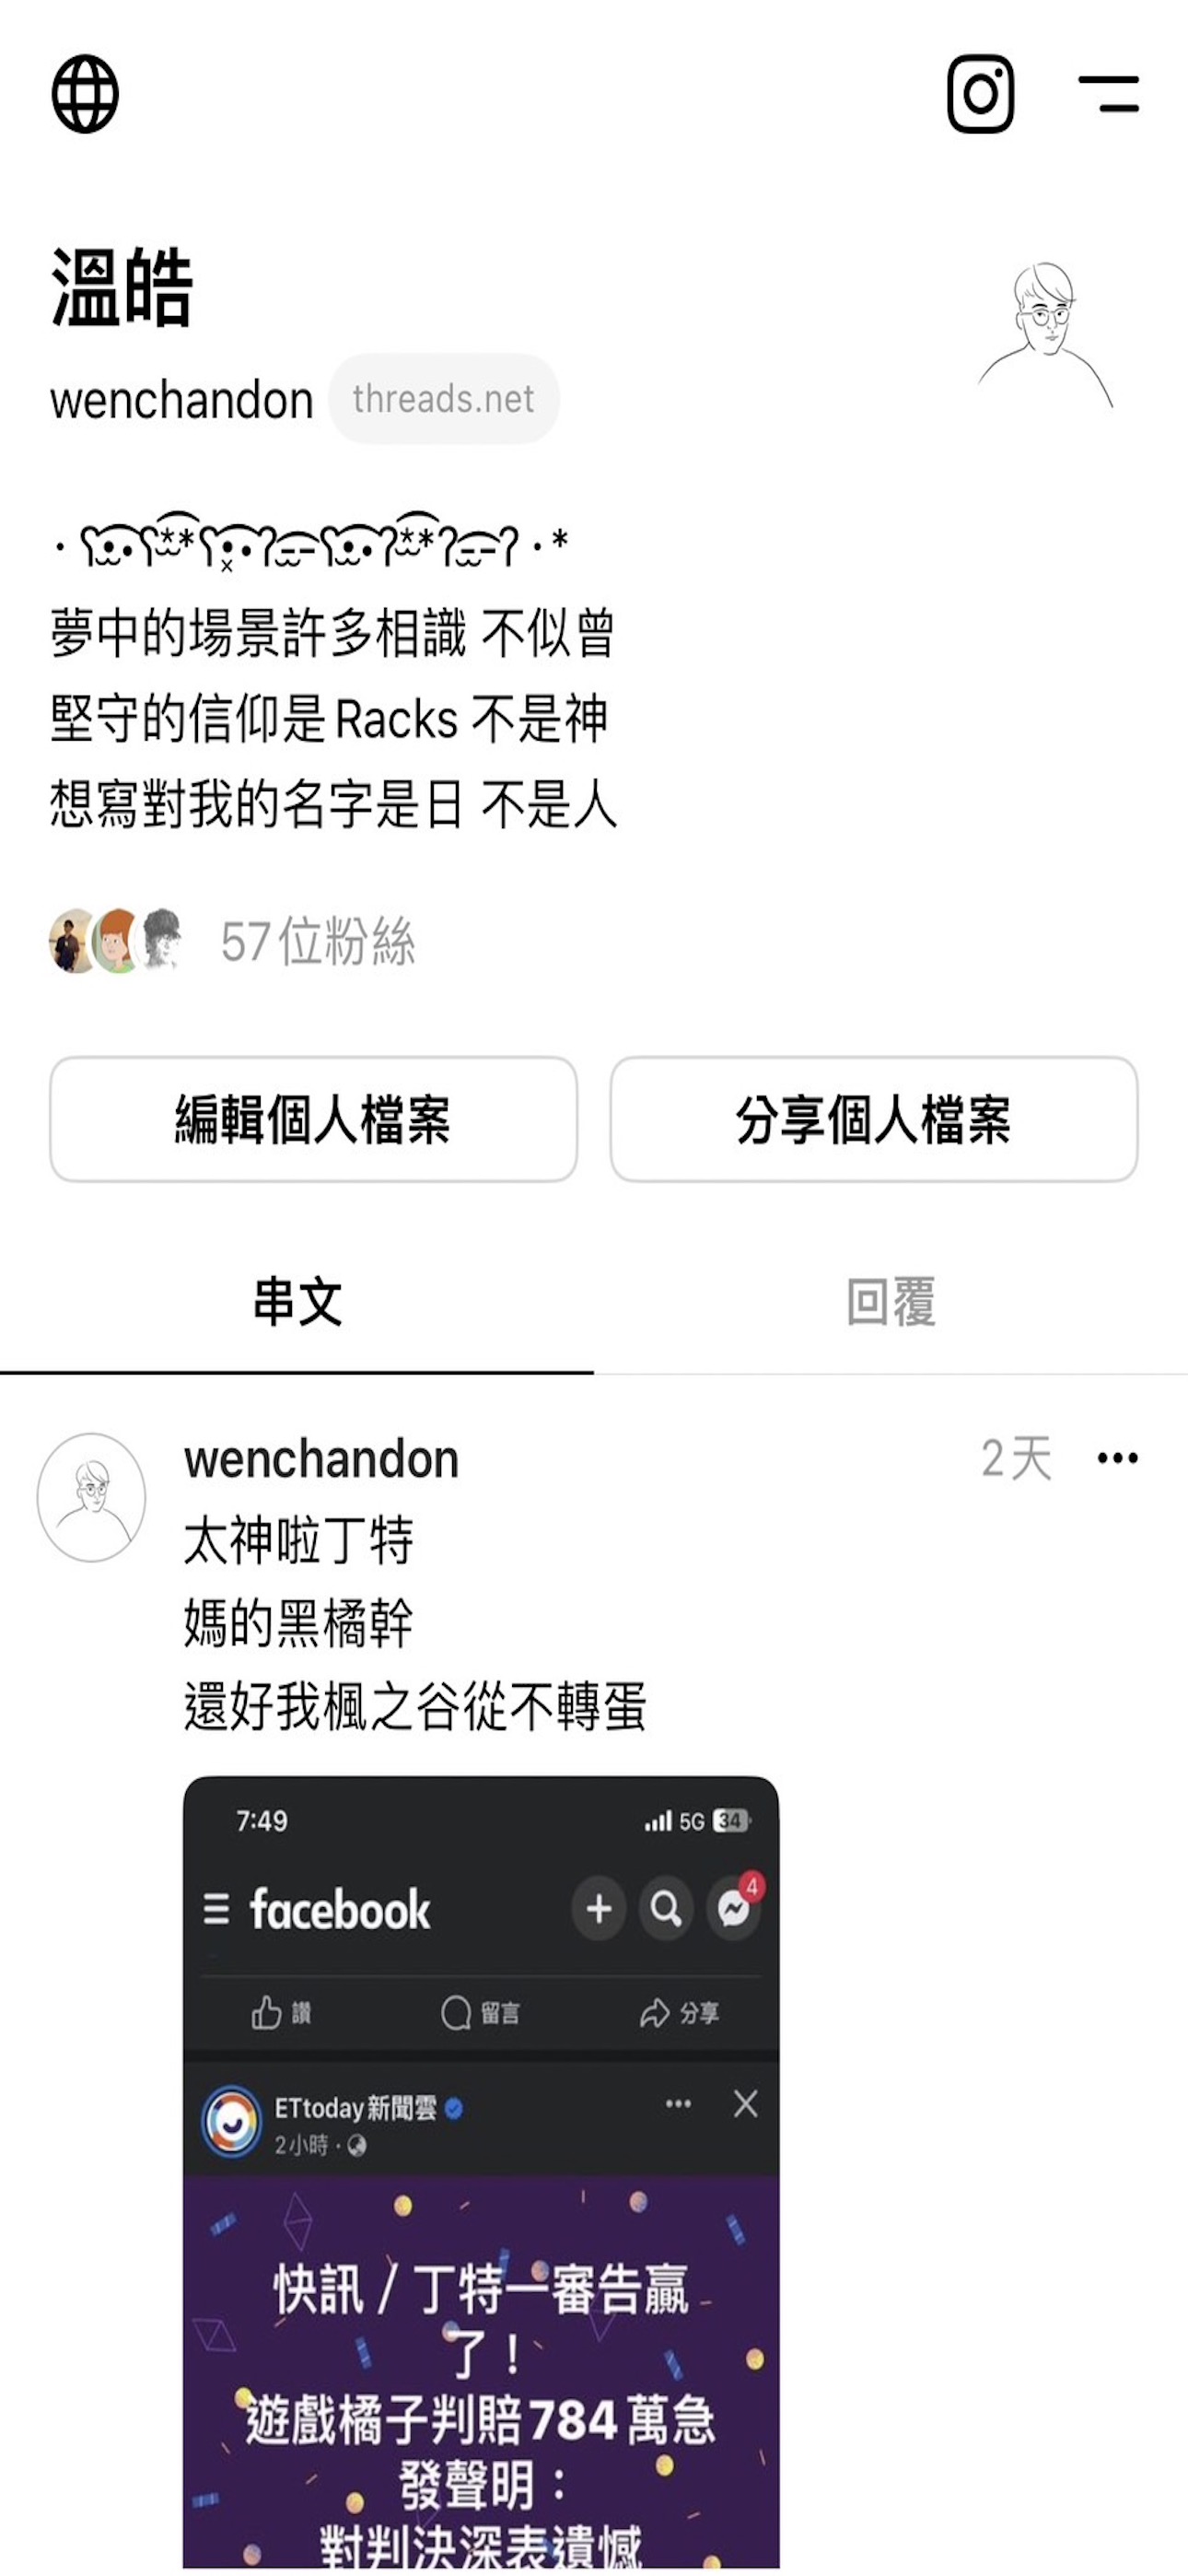 溫皓
wenchandon threads.net
夢中的場景許多相識 不似曾
堅守的信仰是Racks 不是神
想寫對我的名字是日 不是人
57位粉絲
編輯個人檔案 分享個人檔案
串文 回覆
wenchandon 2天
太神啦丁特
媽的黑橘幹
還好我楓之谷從不轉蛋
7:49 5G 34
facebook 4
讚 留言 分享
ETtoday新聞雲
2小時
快訊/丁特一審告贏
了!
遊戲橘子判賠784萬急
發聲明:
對判決深表遺憾